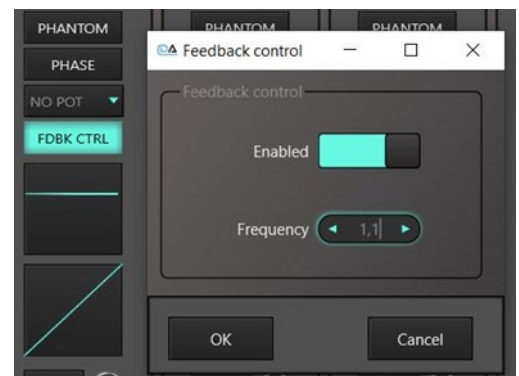 PHANTOM
PHASE
NO POT
FDBK CTRL
PHANTOM
PHANTOM
Feedback control
Feedback control
Enabled
Frequency
1,1
OK
Cancel